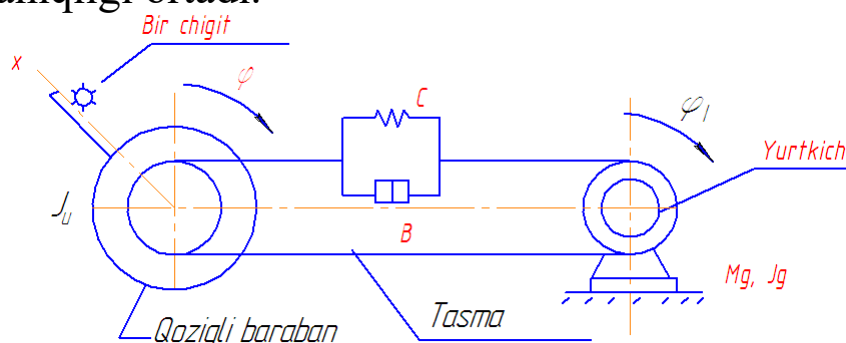 Bir chigit
x
φ
C
φ1
Yurtkich
Ju
B
Mg, Jg
Qoziqli baraban
Tasma